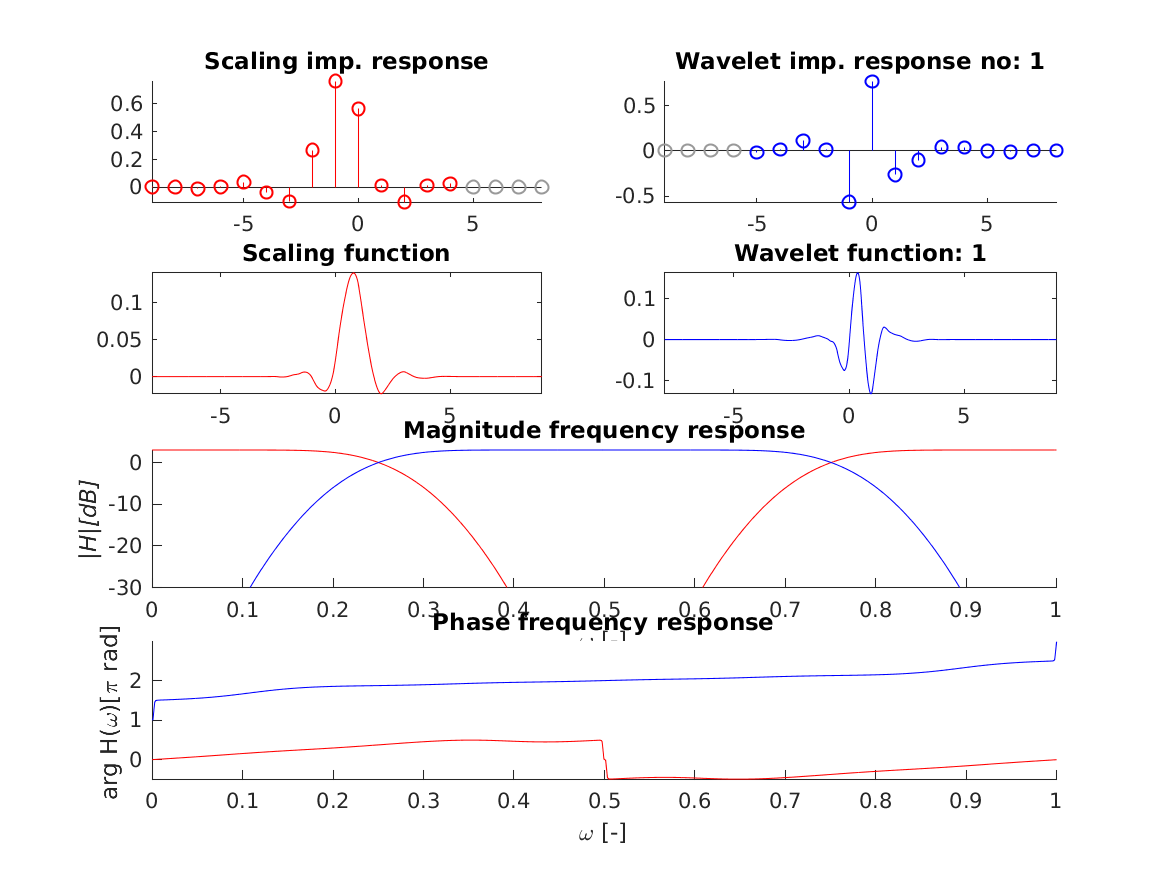 Scaling imp. response
0.6
0.4
0.2
0
-5 0 5
Wavelet imp. response no: 1
0.5
0
-0.5
-5 0 5
Scaling function
0.1
0.05
0
-5 0 5
Wavelet function: 1
0.1
0
-0.1
-5 0 5
Magnitude frequency response
|H|[dB]
0
-10
-20
-30
0 0.1 0.2 0.3 0.4 0.5 0.6 0.7 0.8 0.9 1
ω [-]
Phase frequency response
arg H(ω)[π rad]
2
1
0
0 0.1 0.2 0.3 0.4 0.5 0.6 0.7 0.8 0.9 1
ω [-]